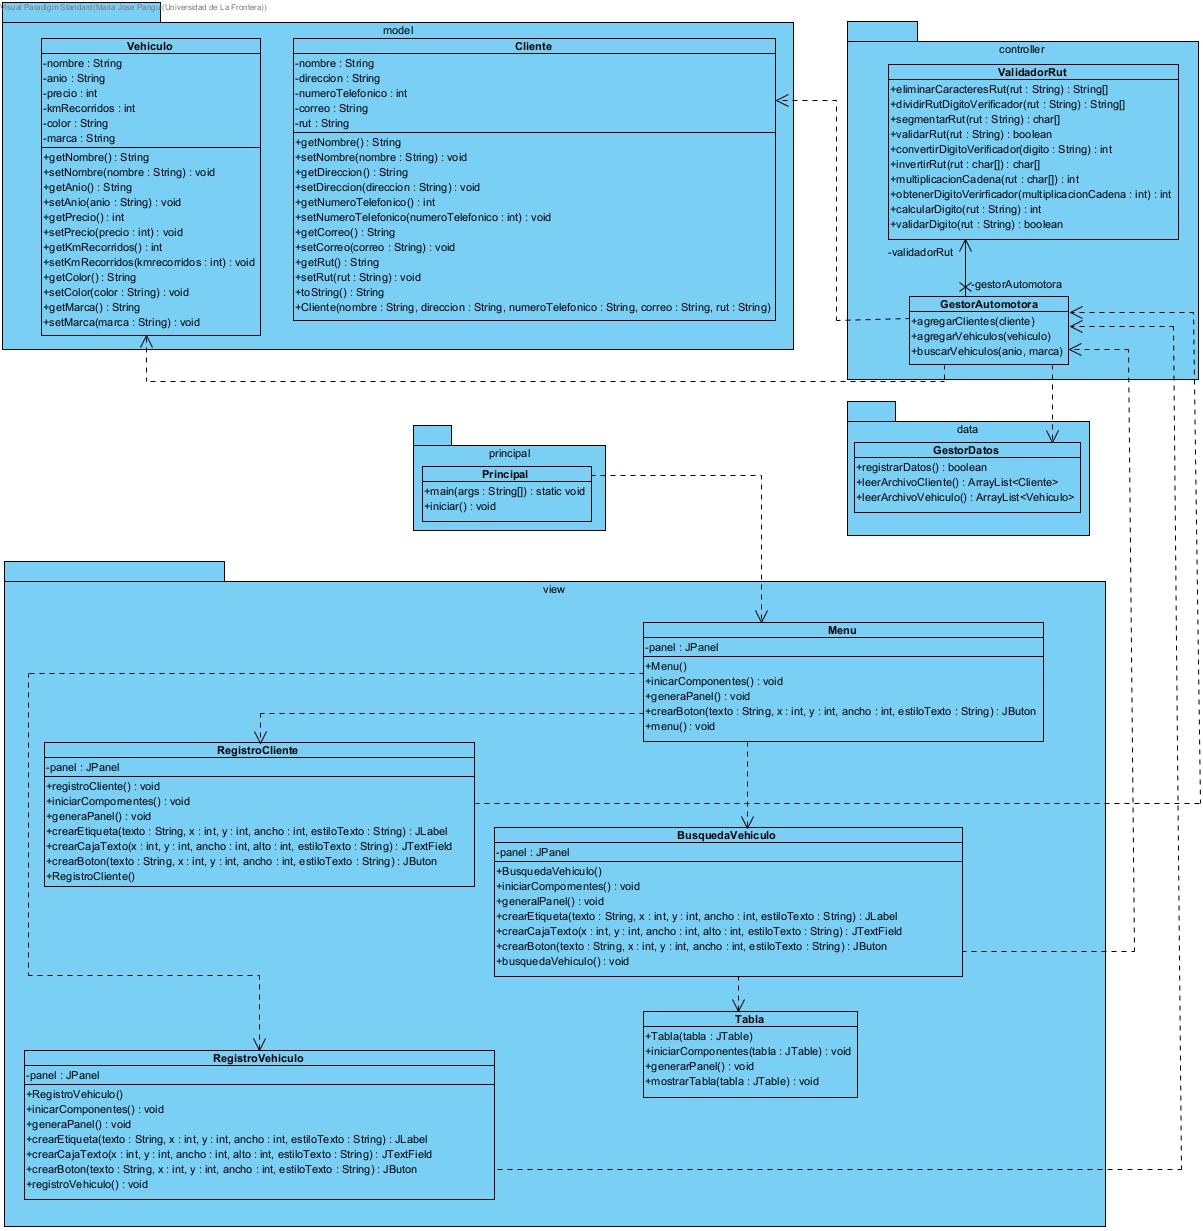 Visual Paradigm Standard(Maria Jose Pangui(Universidad de La Frontera))
model
Vehiculo
-nombre : String
-anio : String
-precio : int
-kmRecorridos : int
-color : String
-marca : String
+getNombre() : String
+setNombre(nombre : String) : void
+getAnio() : String
+setAnio(anio : String) : void
+getPrecio() : int
+setPrecio(precio : int) : void
+getKmRecorridos() : int
+setKmRecorridos(kmrecorridos : int) : void
+getColor() : String
+setColor(color : String) : void
+getMarca() : String
+setMarca(marca : String) : void
Cliente
-nombre : String
-direccion : String
-numeroTelefonico : int
-correo : String
-rut : String
+getNombre() : String
+setNombre(nombre : String) : void
+getDireccion() : String
+setDireccion(direccion : String) : void
+getNumeroTelefonico() : int
+setNumeroTelefonico(numeroTelefonico : int) : void
+getCorreo() : String
+setCorreo(correo : String) : void
+getRut() : String
+setRut(rut : String) : void
+toString() : String
+Cliente(nombre : String, direccion : String, numeroTelefonico : String, correo : String, rut : String)
controller
ValidadorRut
+eliminarCaracteresRut(rut : String) : String[]
+dividirRutDigitoVerificador(rut : String) : String[]
+segmentarRut(rut : String) : char[]
+validarRut(rut : String) : boolean
+convertirDigitoVerificador(digito : String) : int
+invertirRut(rut : char[]) : char[]
+multiplicacionCadena(rut : char[]) : int
+obtenerDigitoVerirficador(multiplicacionCadena : int) : int
+calcularDigito(rut : String) : int
+validarDigito(rut : String) : boolean
-validadorRut
-gestorAutomotora
GestorAutomotora
+agregarClientes(cliente)
+agregarVehiculos(vehiculo)
+buscarVehiculos(anio, marca)
data
GestorDatos
+registrarDatos() : boolean
+leerArchivoCliente() : ArrayList<Cliente>
+leerArchivoVehiculo() : ArrayList<Vehiculo>
principal
Principal
+main(args : String[]) : static void
+iniciar() : void
view
Menu
-panel : JPanel
+Menu()
+inicarComponentes() : void
+generaPanel() : void
+crearBoton(texto : String, x : int, y : int, ancho : int, estiloTexto : String) : JButon
+menu() : void
RegistroCliente
-panel : JPanel
+registroCliente() : void
+iniciarCompomentes() : void
+generaPanel() : void
+crearEtiqueta(texto : String, x : int, y : int, ancho : int, estiloTexto : String) : JLabel
+crearCajaTexto(x : int, y : int, ancho : int, alto : int, estiloTexto : String) : JTextField
+crearBoton(texto : String, x : int, y : int, ancho : int, estiloTexto : String) : JButon
+RegistroCliente()
BusquedaVehiculo
-panel : JPanel
+BusquedaVehiculo()
+iniciarCompomentes() : void
+generalPanel() : void
+crearEtiqueta(texto : String, x : int, y : int, ancho : int, estiloTexto : String) : JLabel
+crearCajaTexto(x : int, y : int, ancho : int, alto : int, estiloTexto : String) : JTextField
+crearBoton(texto : String, x : int, y : int, ancho : int, estiloTexto : String) : JButon
+busquedaVehiculo() : void
Tabla
+Tabla(tabla : JTable)
+iniciarComponentes(tabla : JTable) : void
+generarPanel() : void
+mostrarTabla(tabla : JTable) : void
RegistroVehiculo
-panel : JPanel
+RegistroVehiculo()
+inicarComponentes() : void
+generaPanel() : void
+crearEtiqueta(texto : String, x : int, y : int, ancho : int, estiloTexto : String) : JLabel
+crearCajaTexto(x : int, y : int, ancho : int, alto : int, estiloTexto : String) : JTextField
+crearBoton(texto : String, x : int, y : int, ancho : int, estiloTexto : String) : JButon
+registroVehiculo() : void